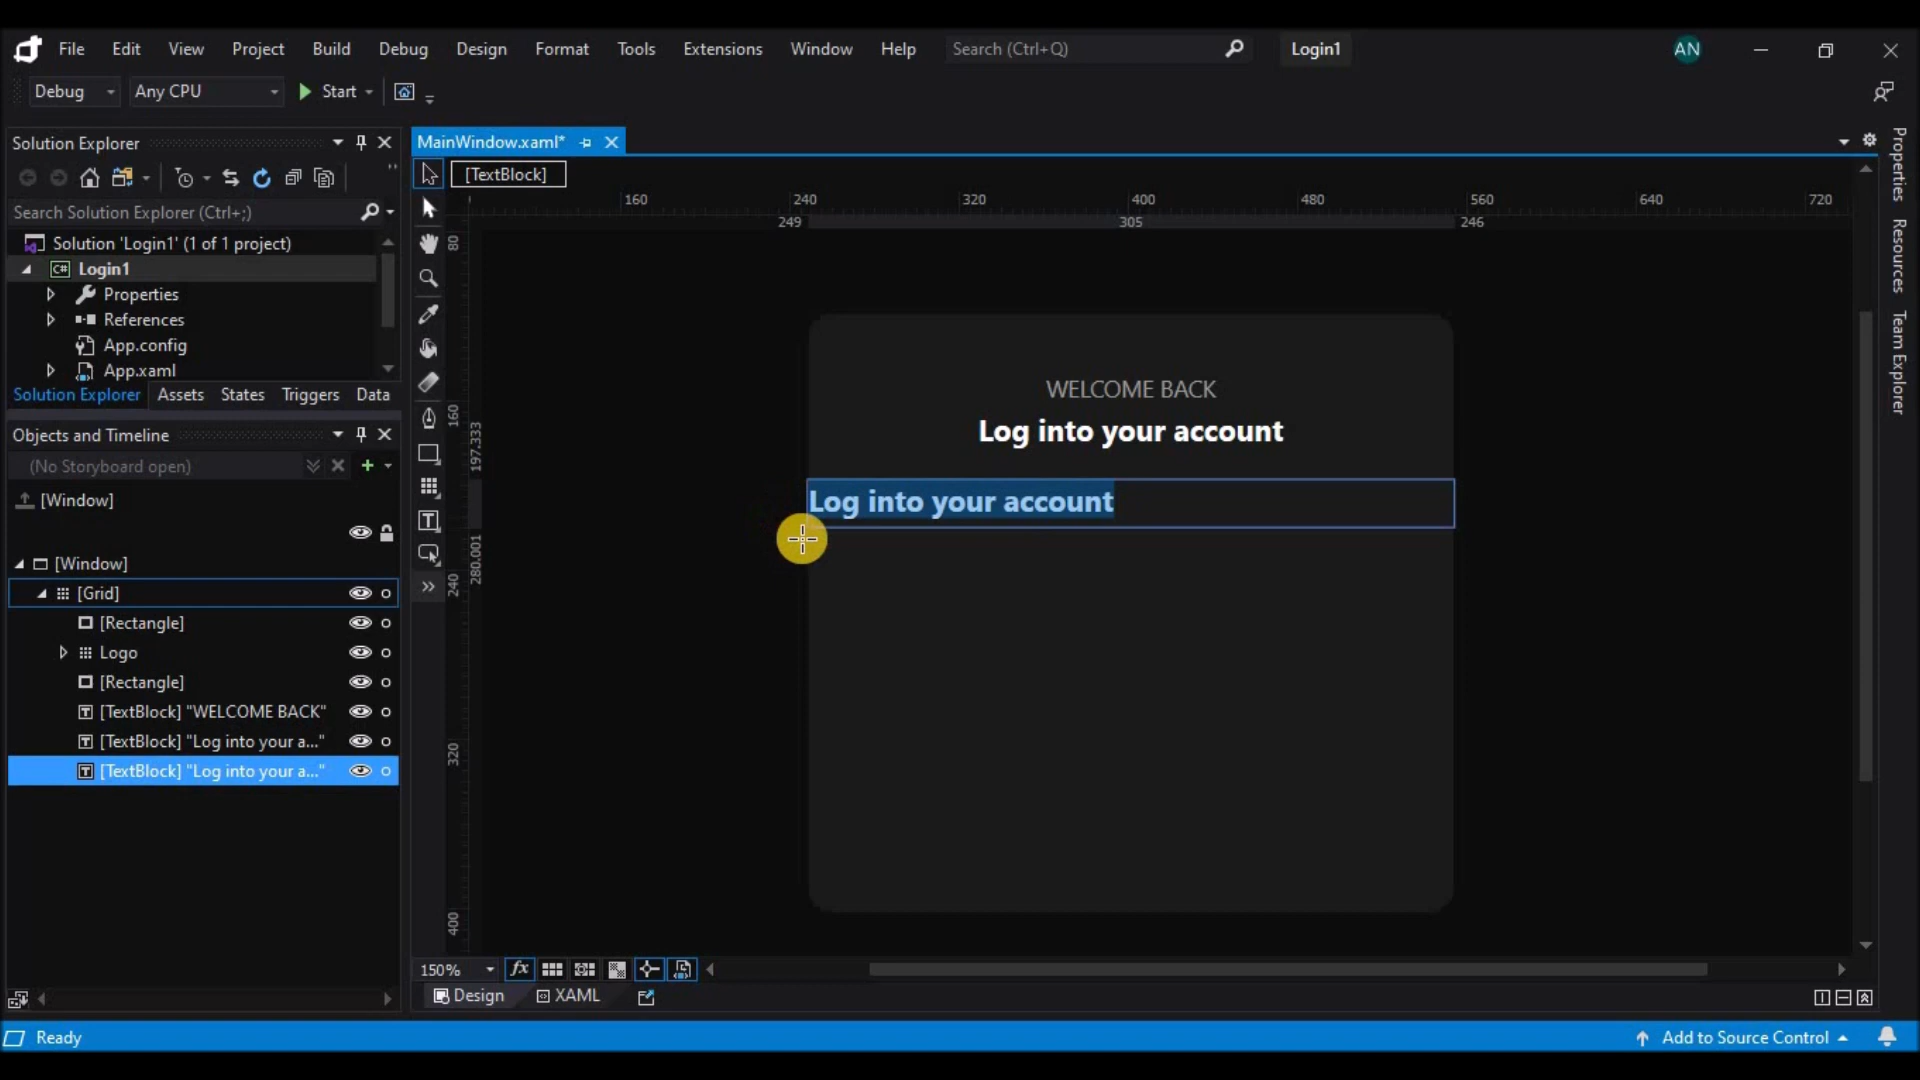 File Edit View Project Build Debug Design Format Tools Extensions Window Help Search (Ctrl+Q) Login1 AN
Debug Any CPU Start
Solution Explorer
Search Solution Explorer (Ctrl+;)
Solution 'Login1' (1 of 1 project)
C# Login1
Properties
References
App.config
App.xaml
Solution Explorer Assets States Triggers Data
Objects and Timeline
(No Storyboard open)
[Window]
[Window]
[Grid]
[Rectangle]
Logo
[Rectangle]
[TextBlock] "WELCOME BACK"
[TextBlock] "Log into your a..."
[TextBlock] "Log into your a..."
MainWindow.xaml*
[TextBlock]
160 240 320 400 480 560 640 720
249 305 246
80
160
197.333
240
280.001
320
400
WELCOME BACK
Log into your account
Log into your account
150% fx
Design XAML
Properties
Resources
Team Explorer
Ready Add to Source Control